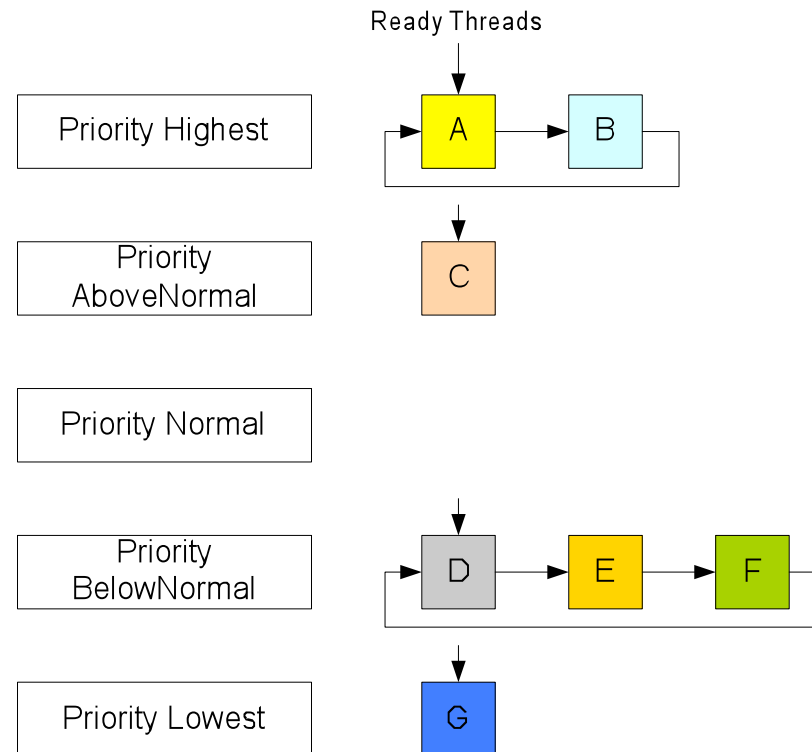 Ready Threads
Priority Highest
A
B
Priority
AboveNormal
C
Priority Normal
Priority
BelowNormal
D
E
F
Priority Lowest
G